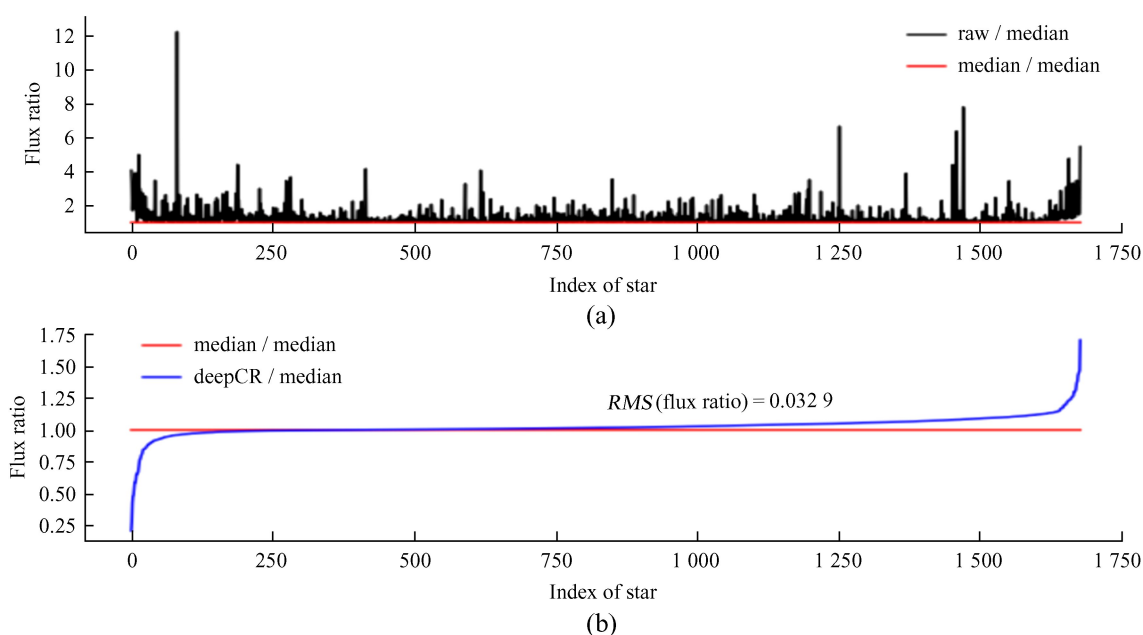 12
10
8
6
4
2
Flux ratio
raw / median
median / median
0 250 500 750 1 000 1 250 1 500 1 750
Index of star
(a)
1.75
1.50
1.25
1.00
0.75
0.50
0.25
Flux ratio
median / median
deepCR / median
RMS (flux ratio) = 0.032 9
0 250 500 750 1 000 1 250 1 500 1 750
Index of star
(b)